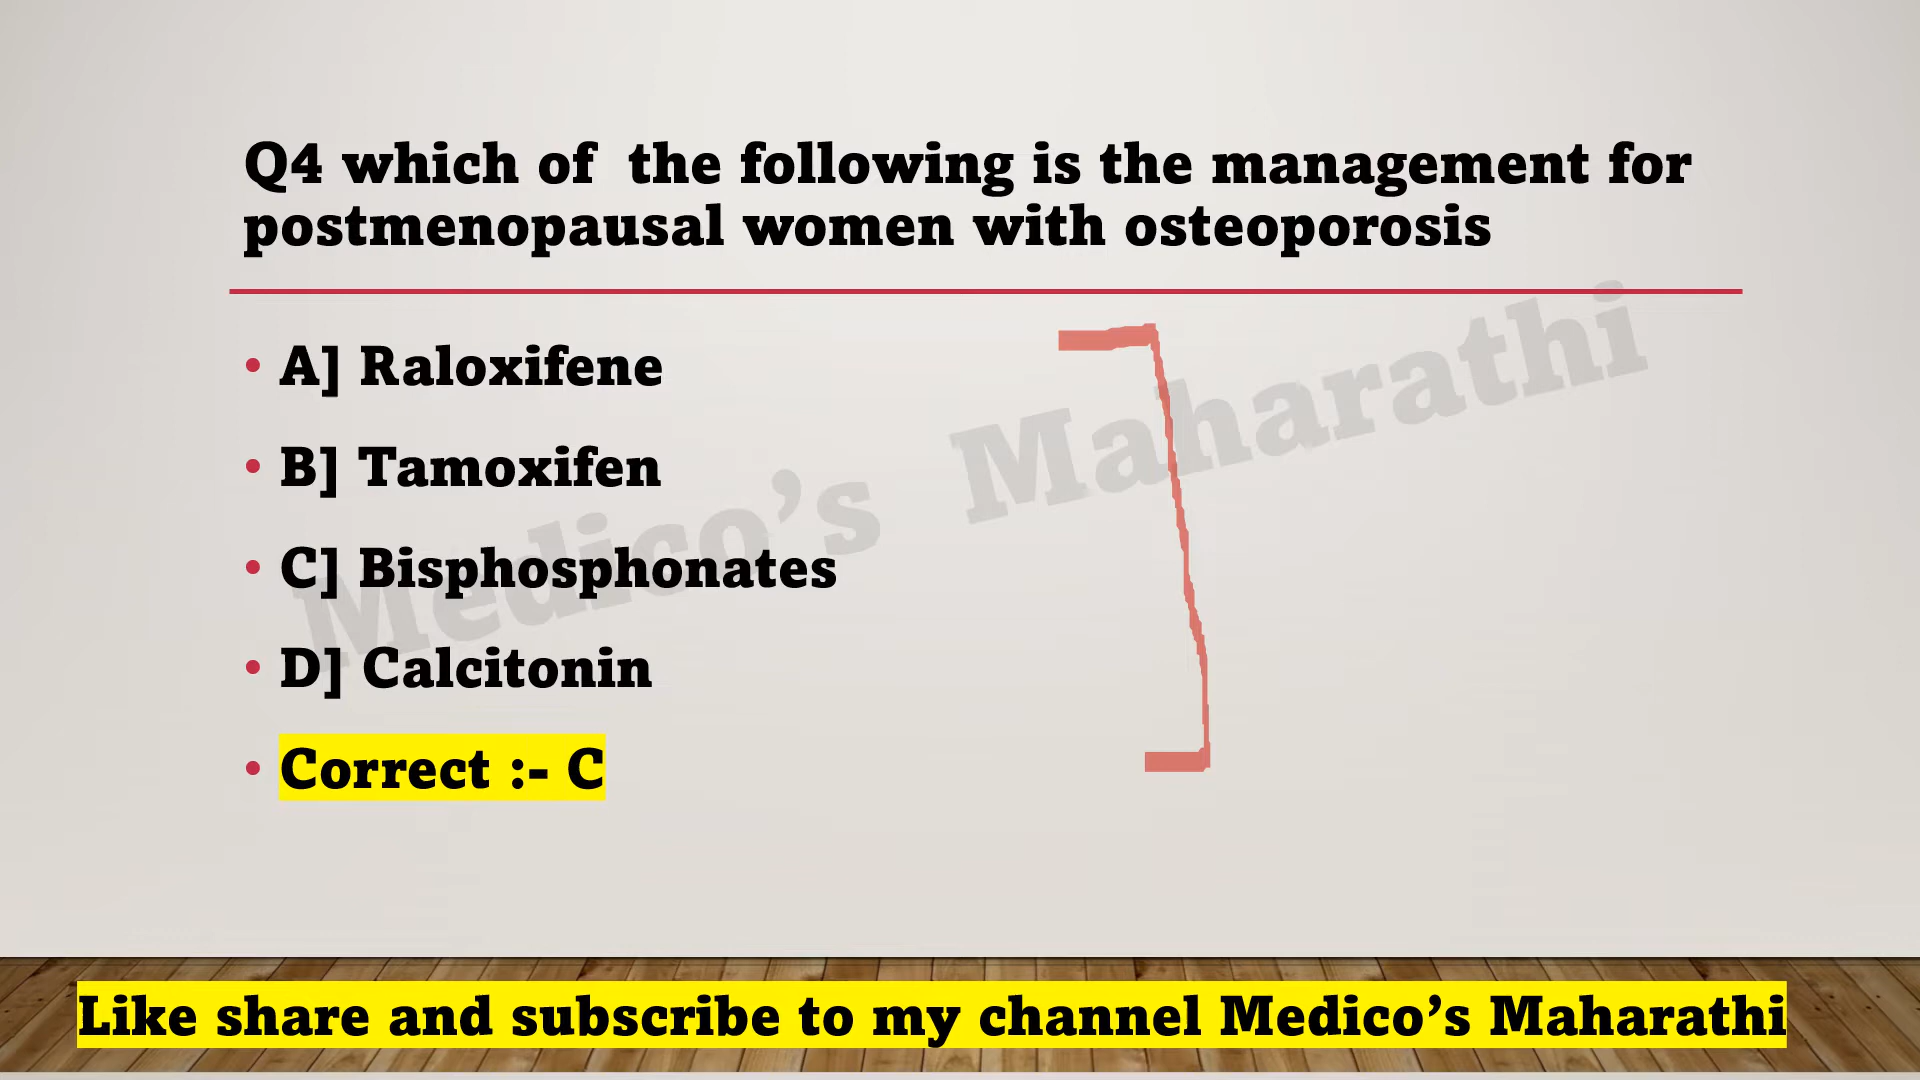 Q4 which of  the following is the management for
postmenopausal women with osteoporosis
• A] Raloxifene
• B] Tamoxifen
• C] Bisphosphonates
• D] Calcitonin
• Correct :- C
Medico’s Maharathi
Like share and subscribe to my channel Medico’s Maharathi